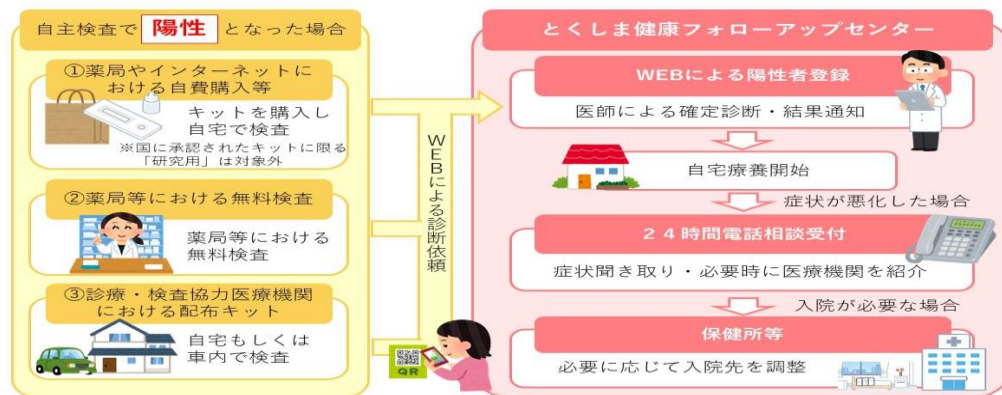 自主検査で 陽性 となった場合
①薬局やインターネットに
おける自費購入等
キットを購入し
自宅で検査
※国に承認されたキットに限る
「研究用」は対象外
②薬局等における無料検査
薬局等における
無料検査
③診療・検査協力医療機関
における配布キット
自宅もしくは
車内で検査
WEBによる診断依頼
QR
とくしま健康フォローアップセンター
WEBによる陽性者登録
医師による確定診断・結果通知
自宅療養開始
症状が悪化した場合
24時間電話相談受付
症状聞き取り・必要時に医療機関を紹介
入院が必要な場合
保健所等
必要に応じて入院先を調整